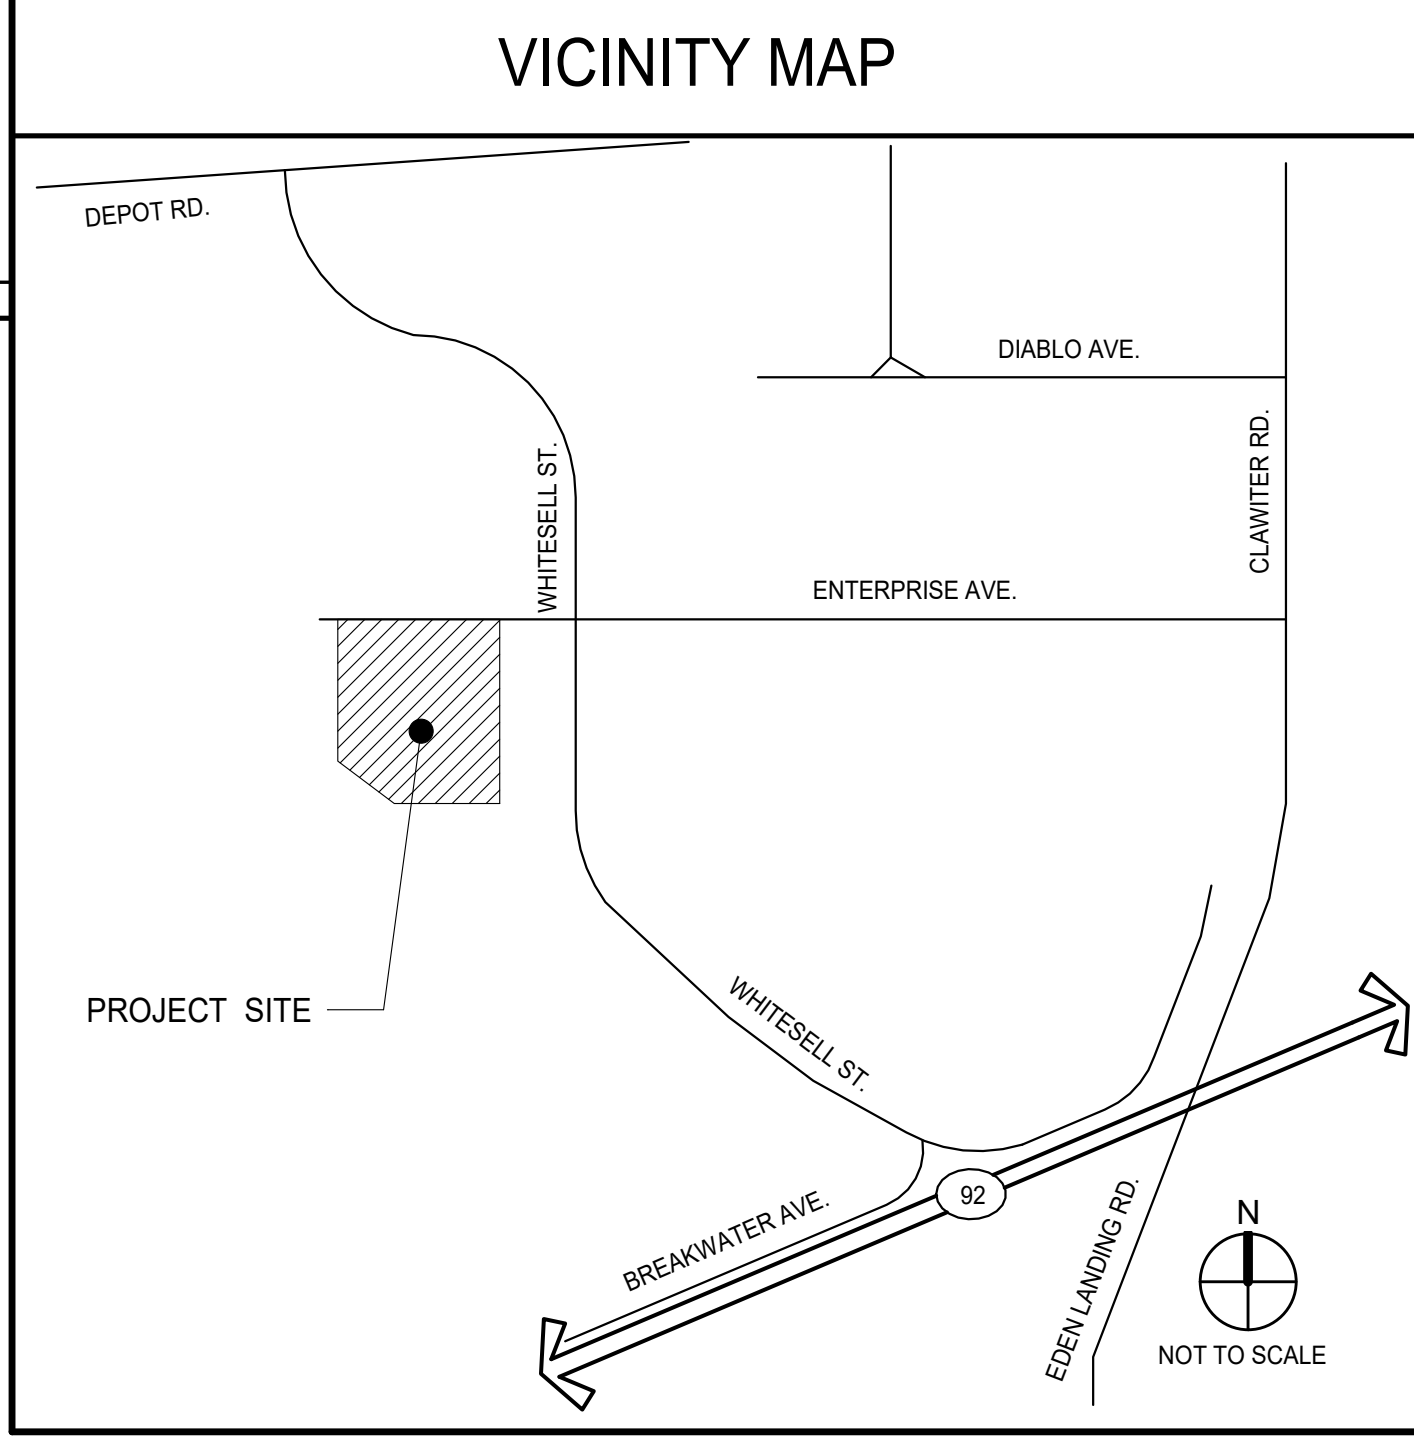 VICINITY MAP
DEPOT RD.
DIABLO AVE.
CLAWITER RD.
WHITESELL ST.
ENTERPRISE AVE.
PROJECT SITE
WHITESELL ST.
92
BREAKWATER AVE.
EDEN LANDING RD.
N
NOT TO SCALE